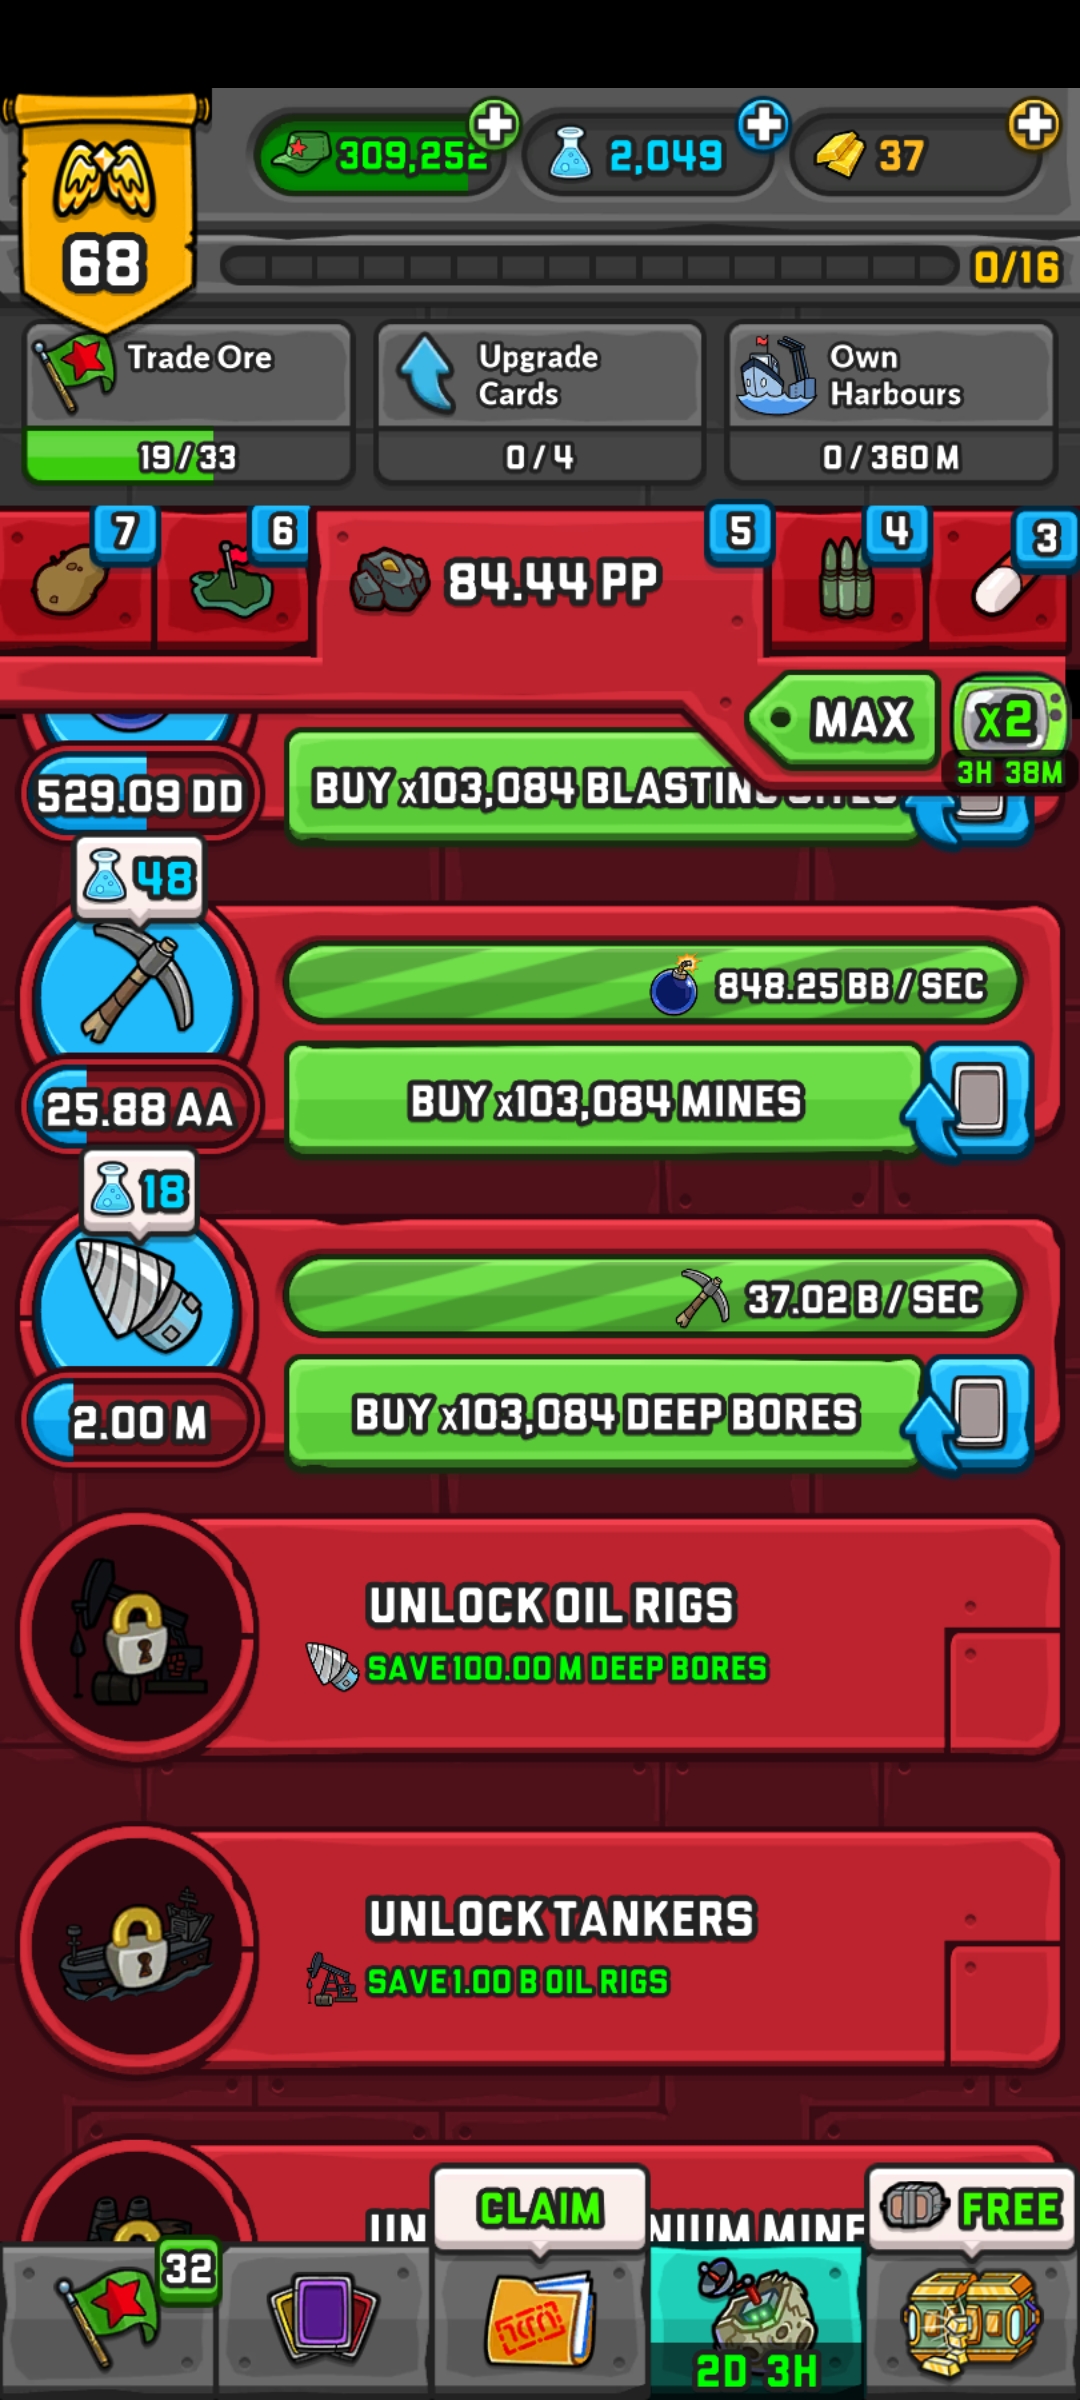 309,252
2,049
37
68
0/16
Trade Ore
19/33
Upgrade
Cards
0/4
Own
Harbours
0/360 M
7
6
84.44 PP
5
4
3
MAX
x2
3H 38M
529.09 DD
BUY x103,084 BLASTING
48
848.25 BB / SEC
25.88 AA
BUY x103,084 MINES
18
37.02 B / SEC
2.00 M
BUY x103,084 DEEP BORES
UNLOCK OIL RIGS
SAVE 100.00 M DEEP BORES
UNLOCK TANKERS
SAVE 1.00 B OIL RIGS
CLAIM
FREE
32
2D 3H